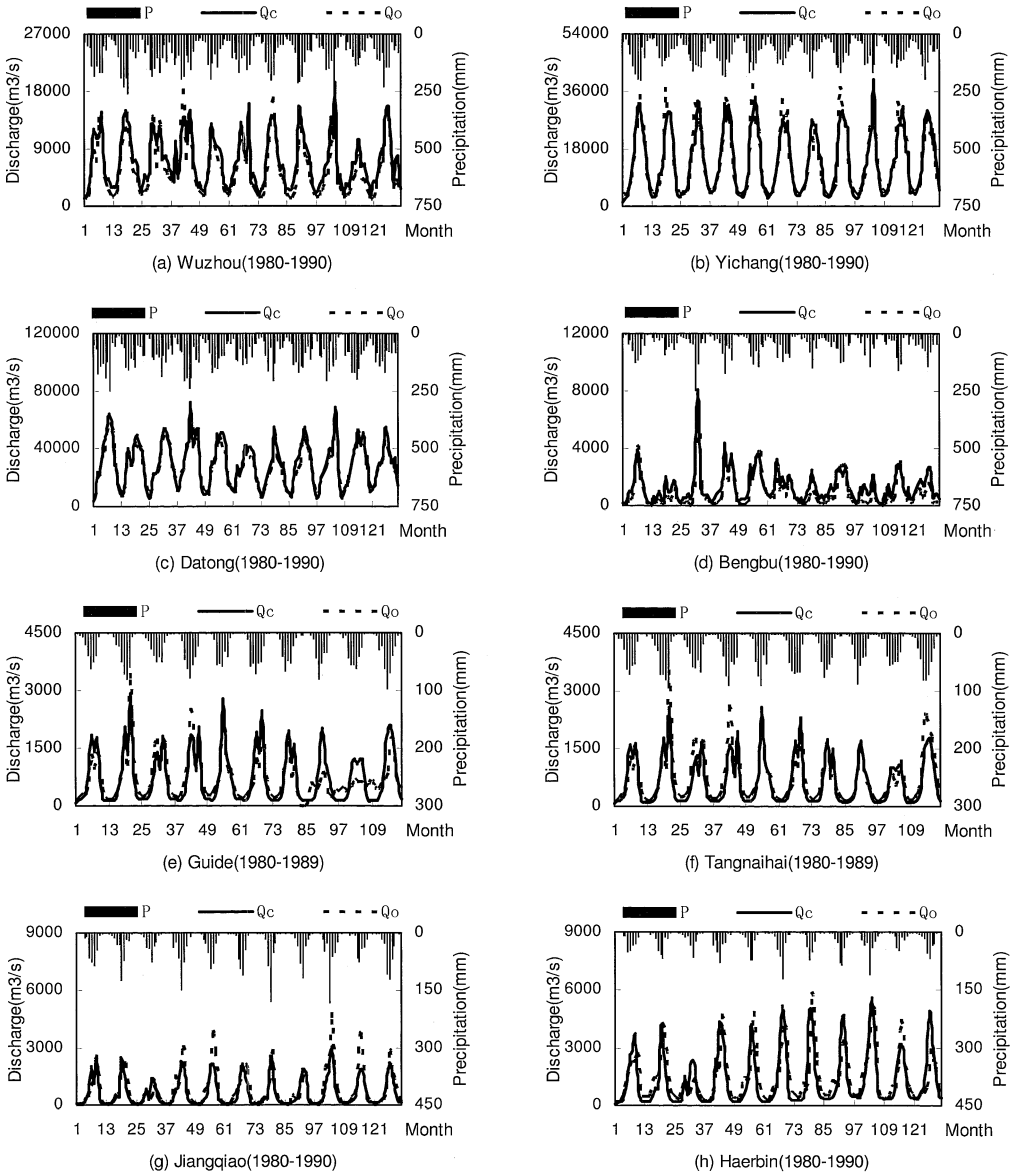 P Qc Qo
27000 0
18000 250
9000 500
0 750
Discharge(m3/s)
Precipitation(mm)
1 13 25 37 49 61 73 85 97 109 121 Month
(a) Wuzhou(1980-1990)
P Qc Qo
54000 0
36000 250
18000 500
0 750
Discharge(m3/s)
Precipitation(mm)
1 13 25 37 49 61 73 85 97 109 121 Month
(b) Yichang(1980-1990)
P Qc Qo
120000 0
80000 250
40000 500
0 750
Discharge(m3/s)
Precipitation(mm)
1 13 25 37 49 61 73 85 97 109 121 Month
(c) Datong(1980-1990)
P Qc Qo
12000 0
8000 250
4000 500
0 750
Discharge(m3/s)
Precipitation(mm)
1 13 25 37 49 61 73 85 97 109 121 Month
(d) Bengbu(1980-1990)
P Qc Qo
4500 0
3000 100
1500 200
0 300
Discharge(m3/s)
Precipitation(mm)
1 13 25 37 49 61 73 85 97 109 Month
(e) Guide(1980-1989)
P Qc Qo
4500 0
3000 100
1500 200
0 300
Discharge(m3/s)
Precipitation(mm)
1 13 25 37 49 61 73 85 97 109 Month
(f) Tangnaihai(1980-1989)
P Qc Qo
9000 0
6000 150
3000 300
0 450
Discharge(m3/s)
Precipitation(mm)
1 13 25 37 49 61 73 85 97 109 121 Month
(g) Jiangqiao(1980-1990)
P Qc Qo
9000 0
6000 150
3000 300
0 450
Discharge(m3/s)
Precipitation(mm)
1 13 25 37 49 61 73 85 97 109 121 Month
(h) Haerbin(1980-1990)